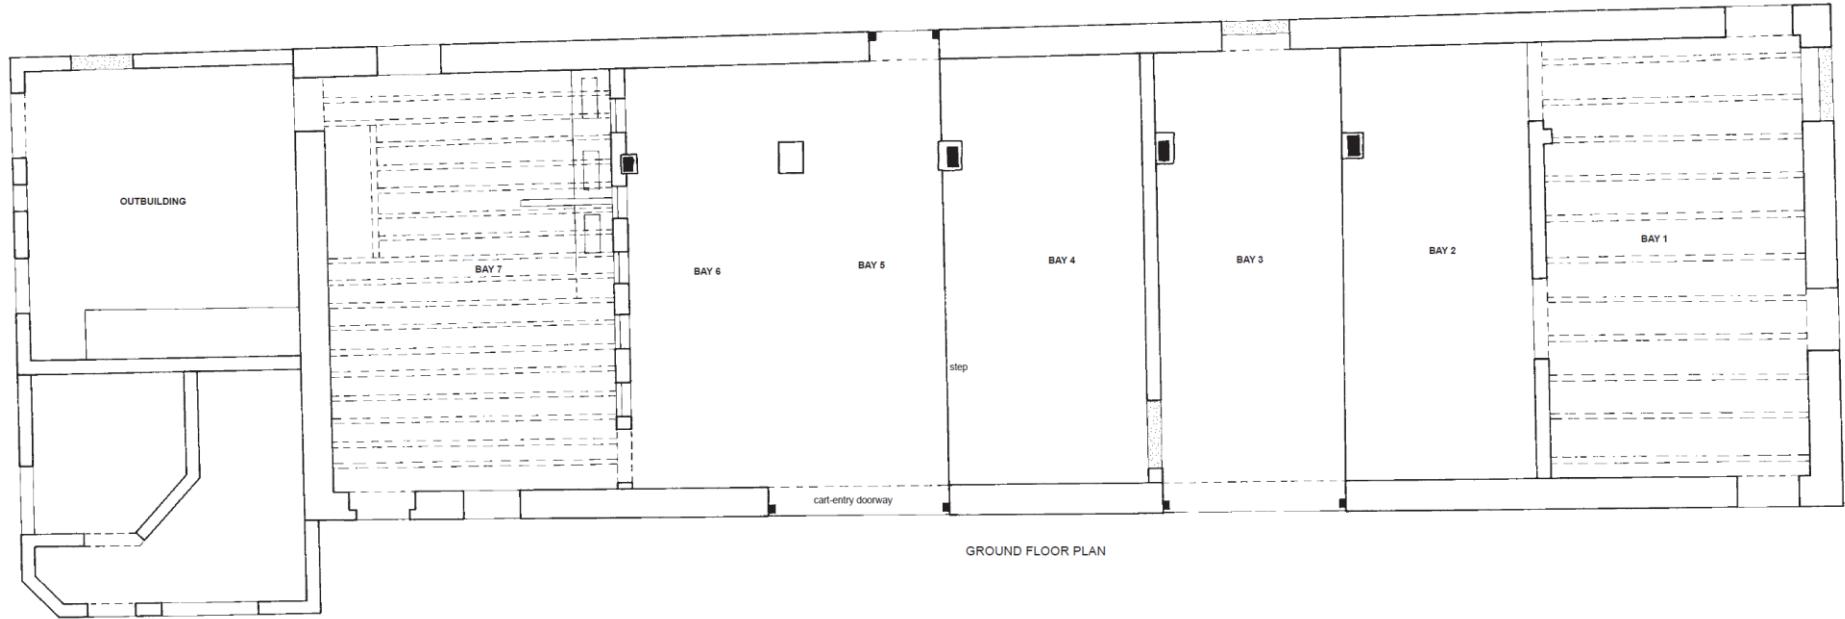 OUTBUILDING
BAY 7
BAY 6
BAY 5
BAY 4
BAY 3
BAY 2
BAY 1
step
cart-entry doorway
GROUND FLOOR PLAN